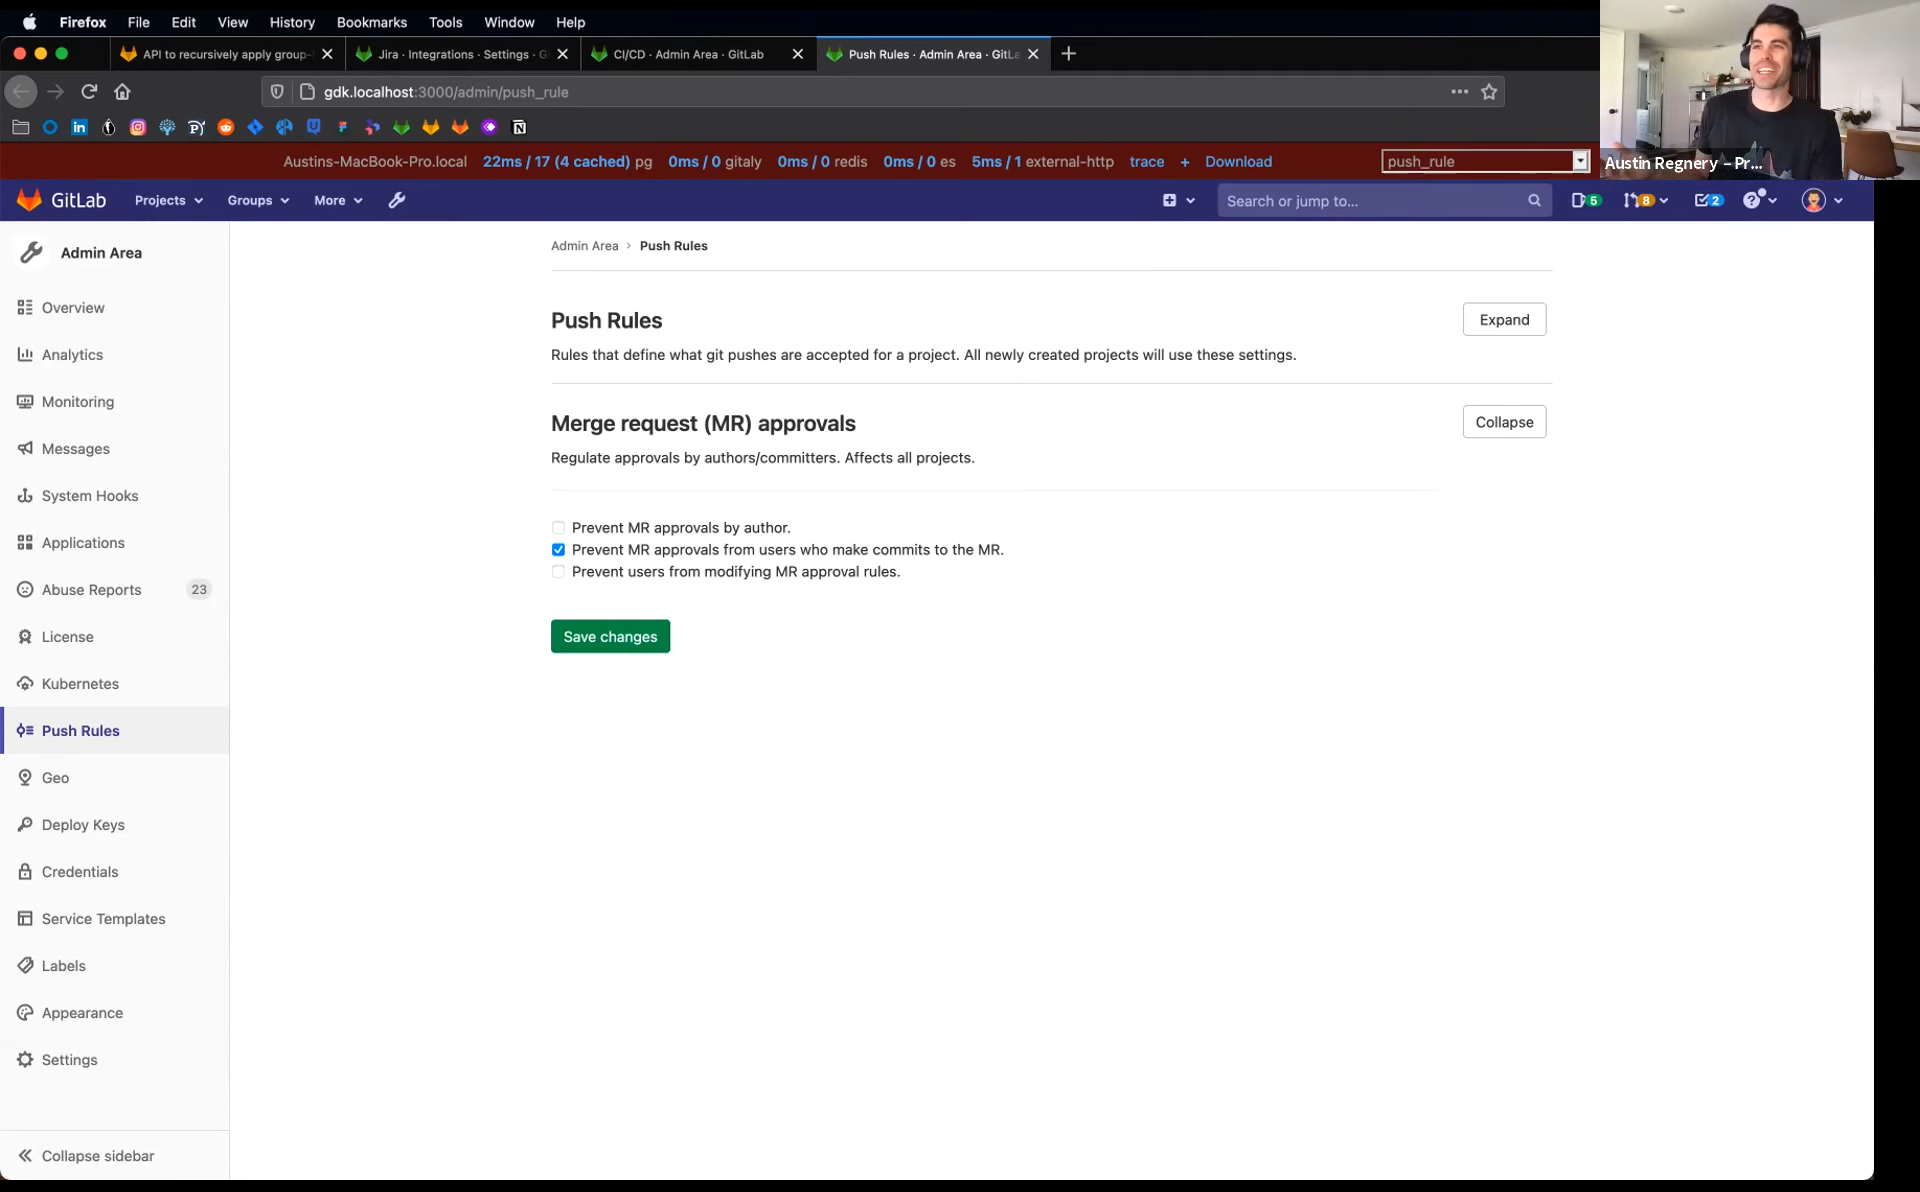 Firefox File Edit View History Bookmarks Tools Window Help
API to recursively apply group- Jira · Integrations · Settings · G CI/CD · Admin Area · GitLab Push Rules · Admin Area · GitLa
gdk.localhost:3000/admin/push_rule
Austins-MacBook-Pro.local 22ms / 17 (4 cached) pg 0ms / 0 gitaly 0ms / 0 redis 0ms / 0 es 5ms / 1 external-http trace + Download push_rule
Austin Regnery – Pr...
GitLab Projects Groups More Search or jump to... 5 8 2
Admin Area
Overview
Analytics
Monitoring
Messages
System Hooks
Applications
Abuse Reports 23
License
Kubernetes
Push Rules
Geo
Deploy Keys
Credentials
Service Templates
Labels
Appearance
Settings
Collapse sidebar
Admin Area › Push Rules
Push Rules
Expand
Rules that define what git pushes are accepted for a project. All newly created projects will use these settings.
Merge request (MR) approvals
Collapse
Regulate approvals by authors/committers. Affects all projects.
Prevent MR approvals by author.
Prevent MR approvals from users who make commits to the MR.
Prevent users from modifying MR approval rules.
Save changes